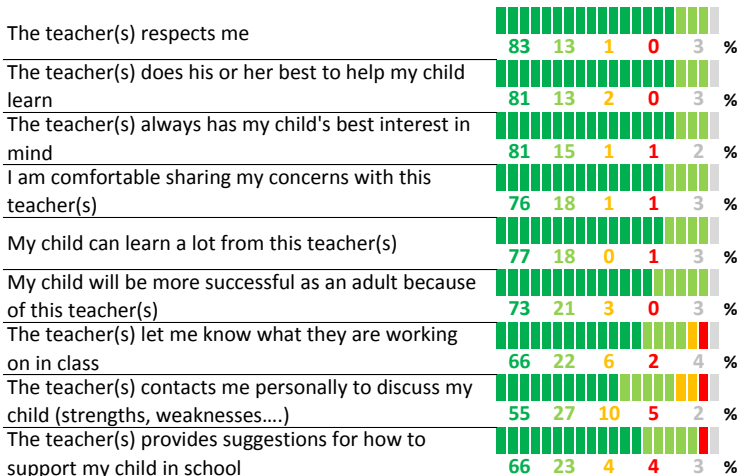 The teacher(s) respects me
83 13 1 0 3 %
The teacher(s) does his or her best to help my child
learn
81 13 2 0 3 %
The teacher(s) always has my child's best interest in
mind
81 15 1 1 2 %
I am comfortable sharing my concerns with this
teacher(s)
76 18 1 1 3 %
My child can learn a lot from this teacher(s)
77 18 0 1 3 %
My child will be more successful as an adult because
of this teacher(s)
73 21 3 0 3 %
The teacher(s) let me know what they are working
on in class
66 22 6 2 4 %
The teacher(s) contacts me personally to discuss my
child (strengths, weaknesses....)
55 27 10 5 2 %
The teacher(s) provides suggestions for how to
support my child in school
66 23 4 4 3 %